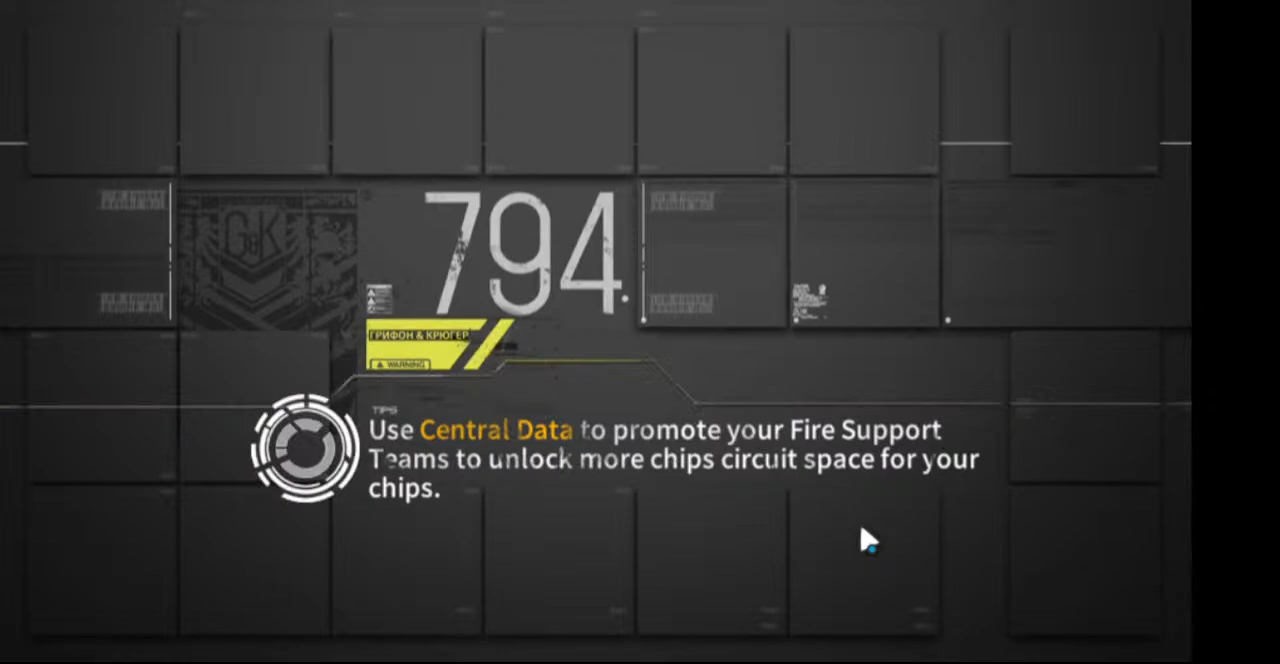 G&K
794.
ГРИФОН & КРЮГЕР
WARNING
TIPS
Use Central Data to promote your Fire Support
Teams to unlock more chips circuit space for your
chips.